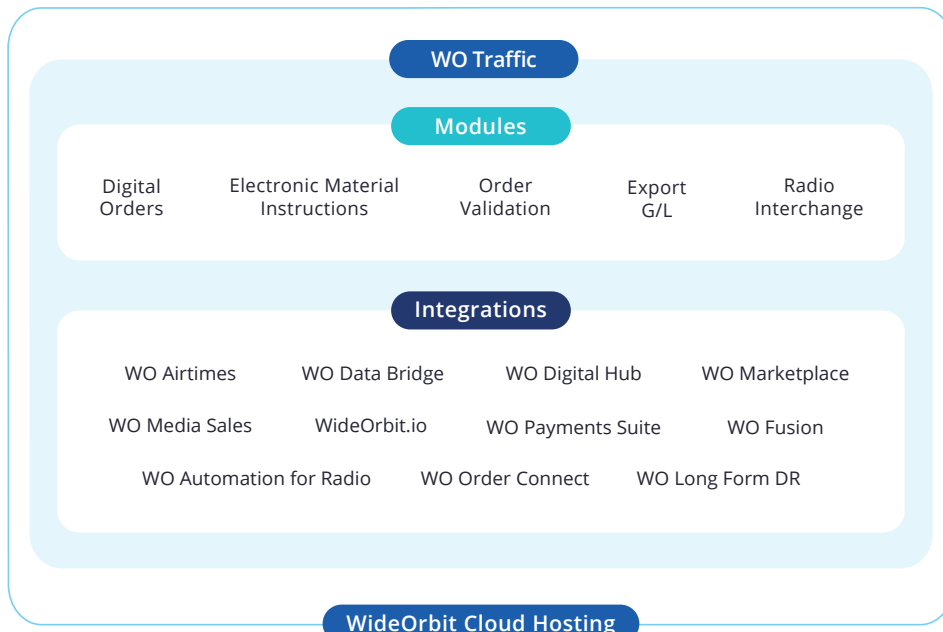 WO Traffic
Modules
Digital
Orders
Electronic Material
Instructions
Order
Validation
Export
G/L
Radio
Interchange
Integrations
WO Airtimes
WO Data Bridge
WO Digital Hub
WO Marketplace
WO Media Sales
WideOrbit.io
WO Payments Suite
WO Fusion
WO Automation for Radio
WO Order Connect
WO Long Form DR
WideOrbit Cloud Hosting